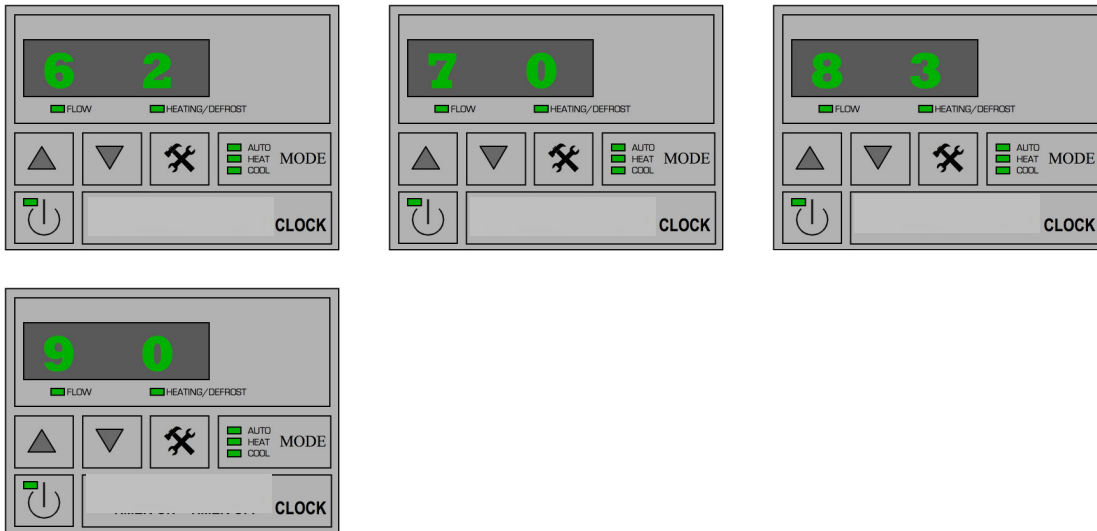 6 2
FLOW HEATING/DEFROST
AUTO
HEAT MODE
COOL
CLOCK
7 0
FLOW HEATING/DEFROST
AUTO
HEAT MODE
COOL
CLOCK
8 3
FLOW HEATING/DEFROST
AUTO
HEAT MODE
COOL
CLOCK
9 0
FLOW HEATING/DEFROST
AUTO
HEAT MODE
COOL
CLOCK